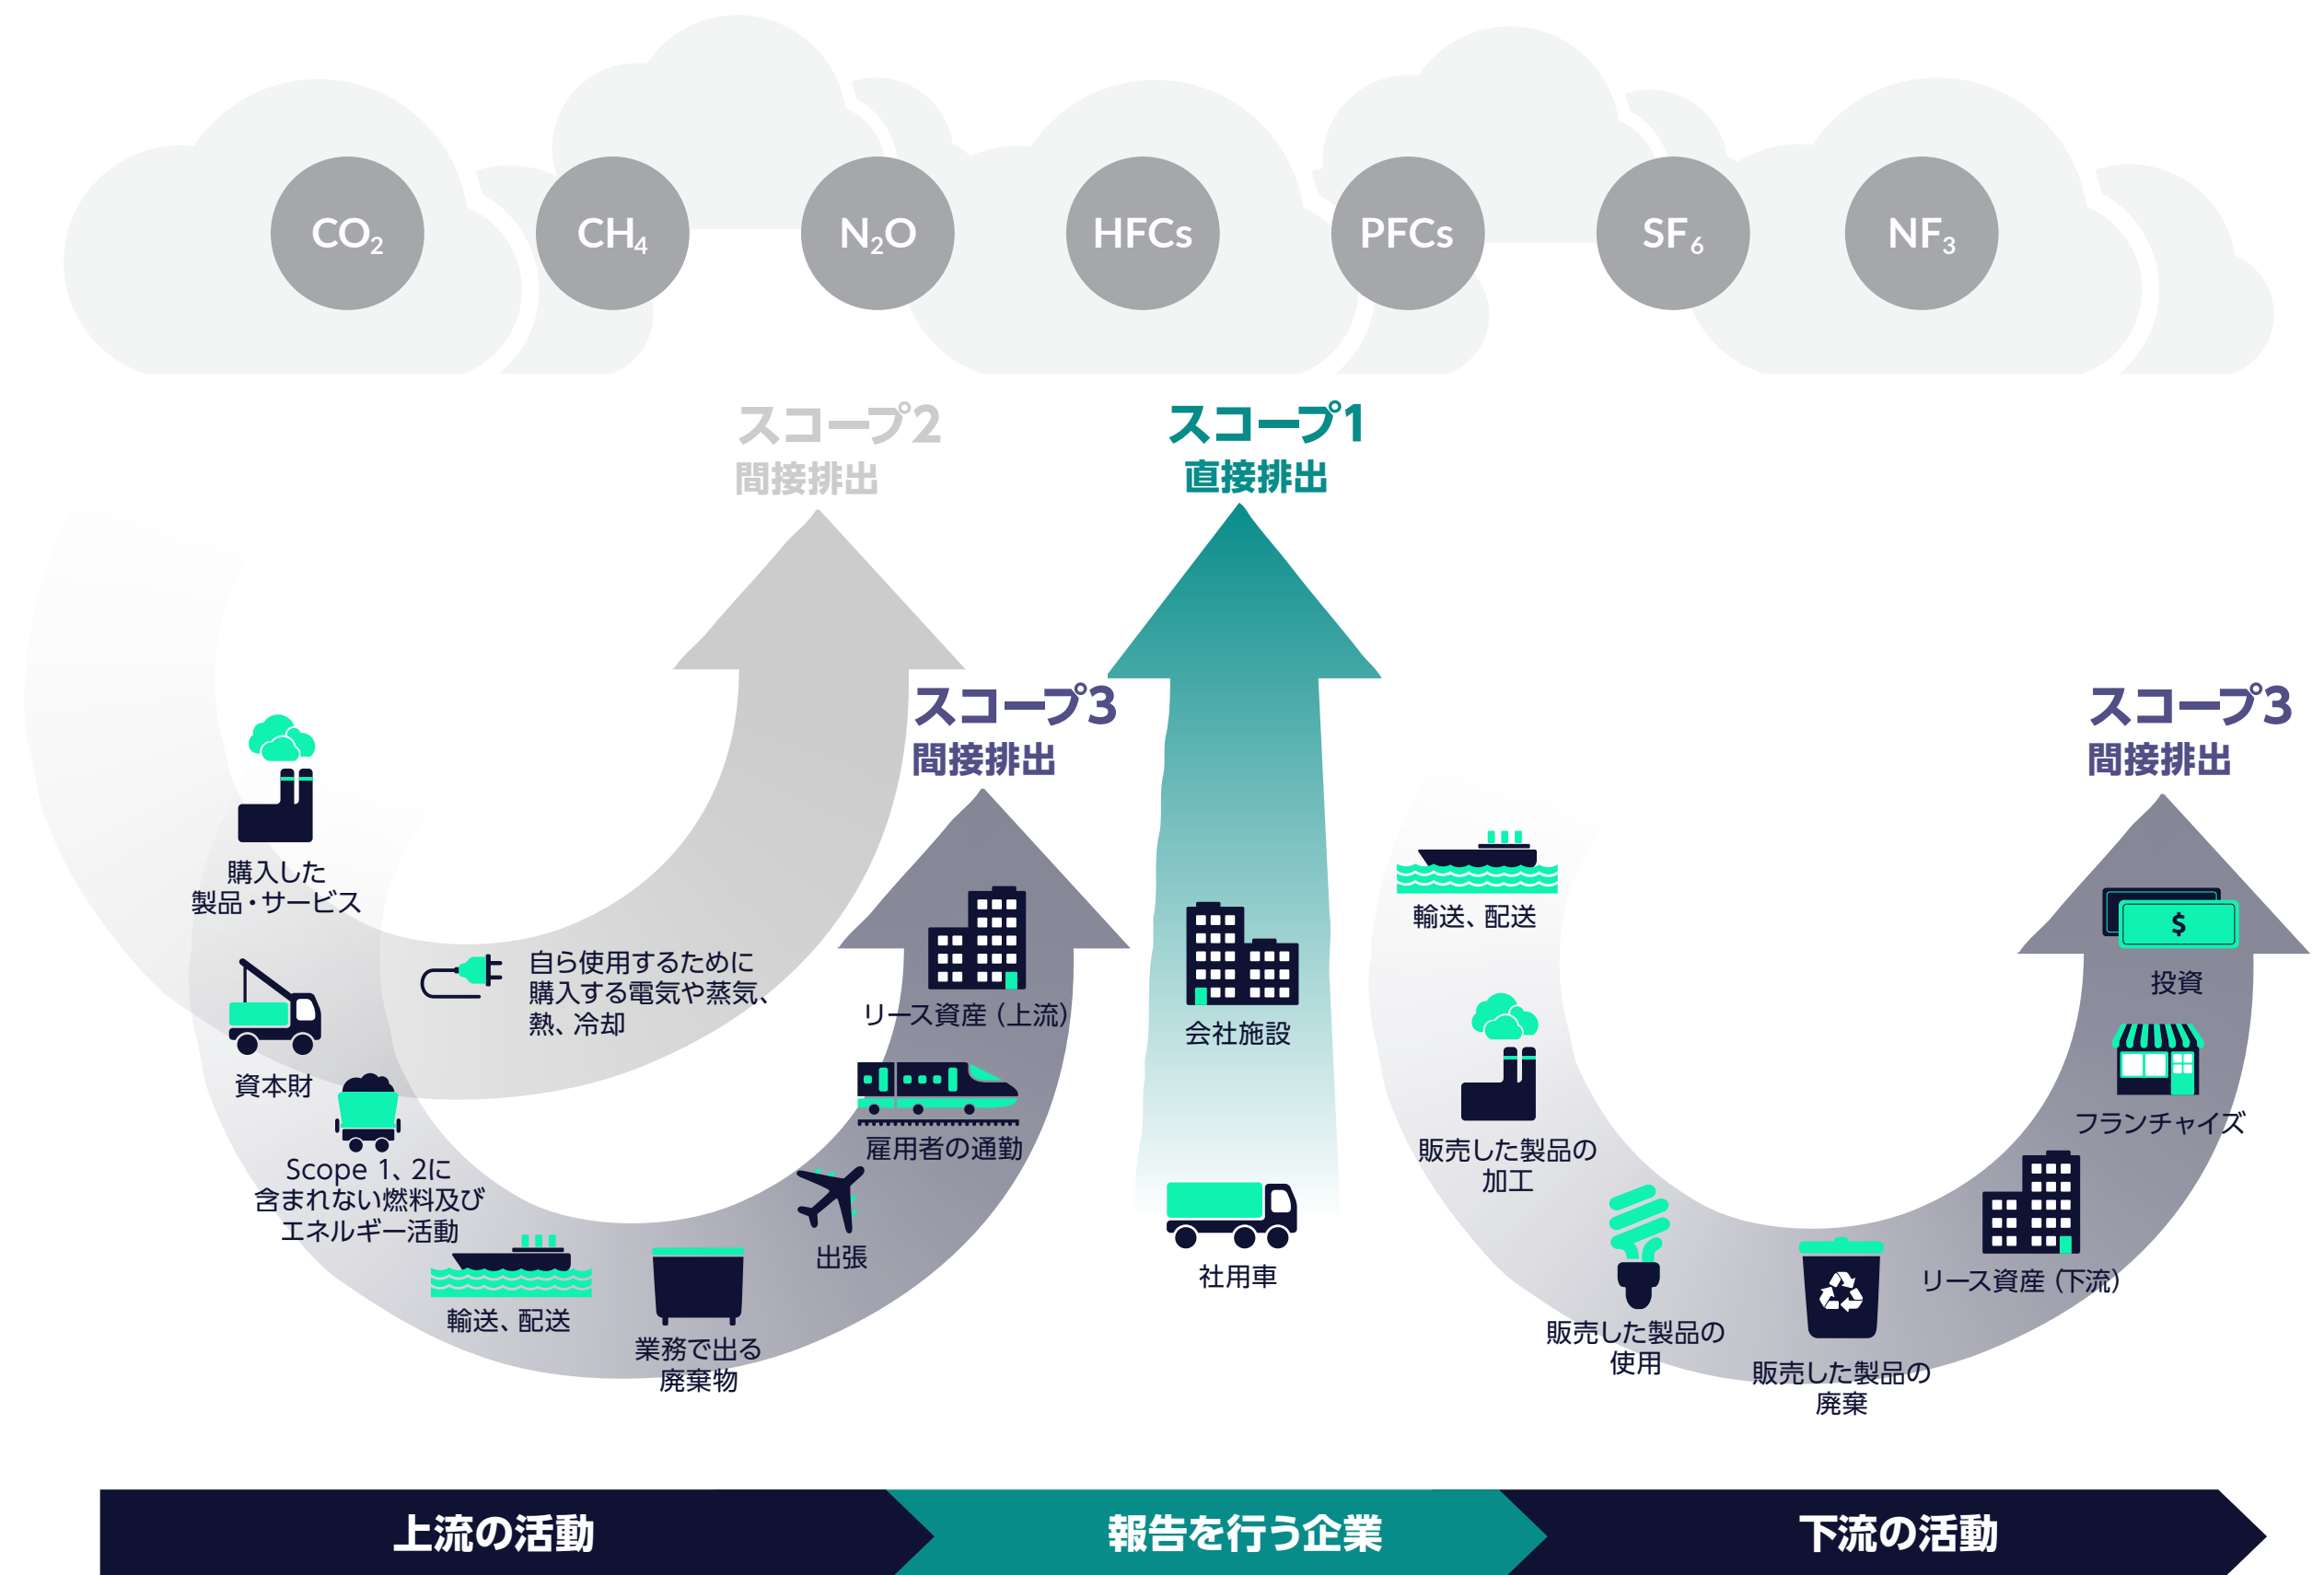 CO₂
CH₄
N₂O
HFCs
PFCs
SF₆
NF₃
スコープ2
間接排出
スコープ1
直接排出
スコープ3
間接排出
スコープ3
間接排出
購入した
製品・サービス
資本財
Scope 1、2に
含まれない燃料及び
エネルギー活動
輸送、配送
業務で出る
廃棄物
出張
雇用者の通勤
リース資産（上流）
自ら使用するために
購入する電気や蒸気、
熱、冷却
会社施設
社用車
輸送、配送
販売した製品の
加工
販売した製品の
使用
販売した製品の
廃棄
リース資産（下流）
フランチャイズ
$
投資
上流の活動
報告を行う企業
下流の活動